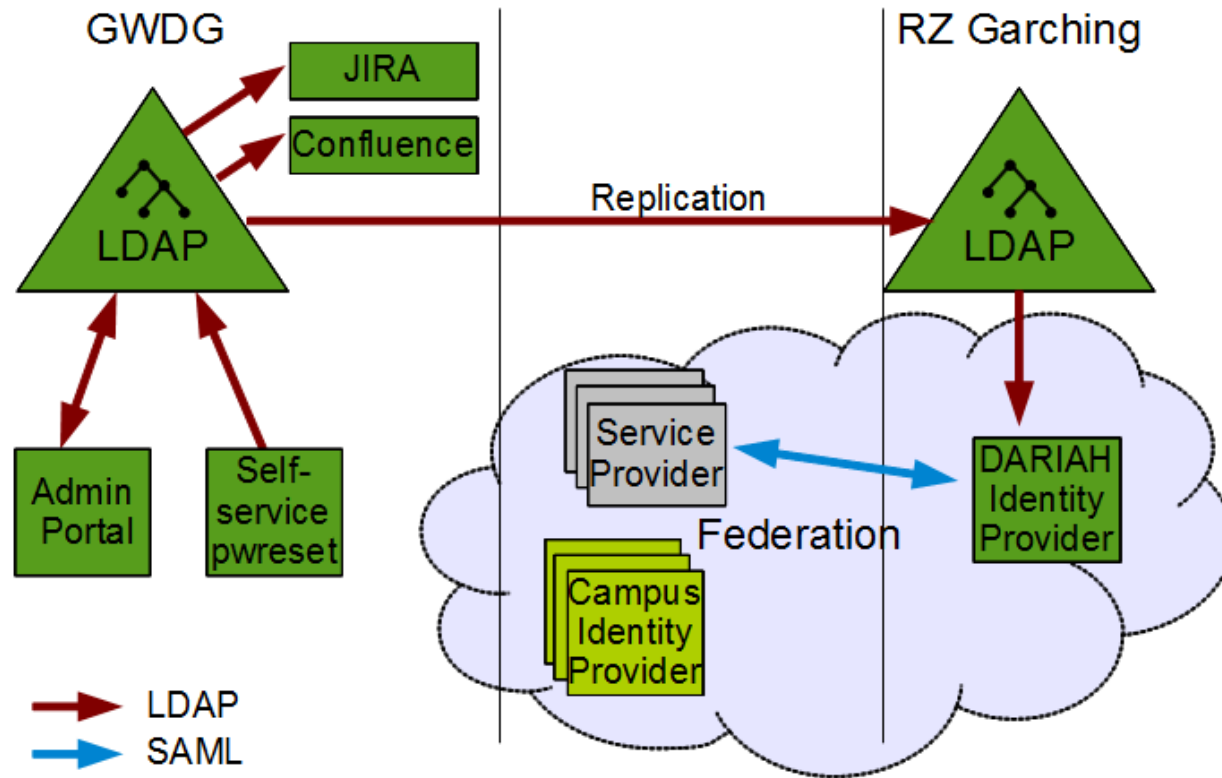 GWDG
RZ Garching
JIRA
Confluence
LDAP
Replication
LDAP
Admin
Portal
Self-
service
pwreset
Service
Provider
DARIAH
Identity
Provider
Federation
Campus
Identity
Provider
LDAP
SAML